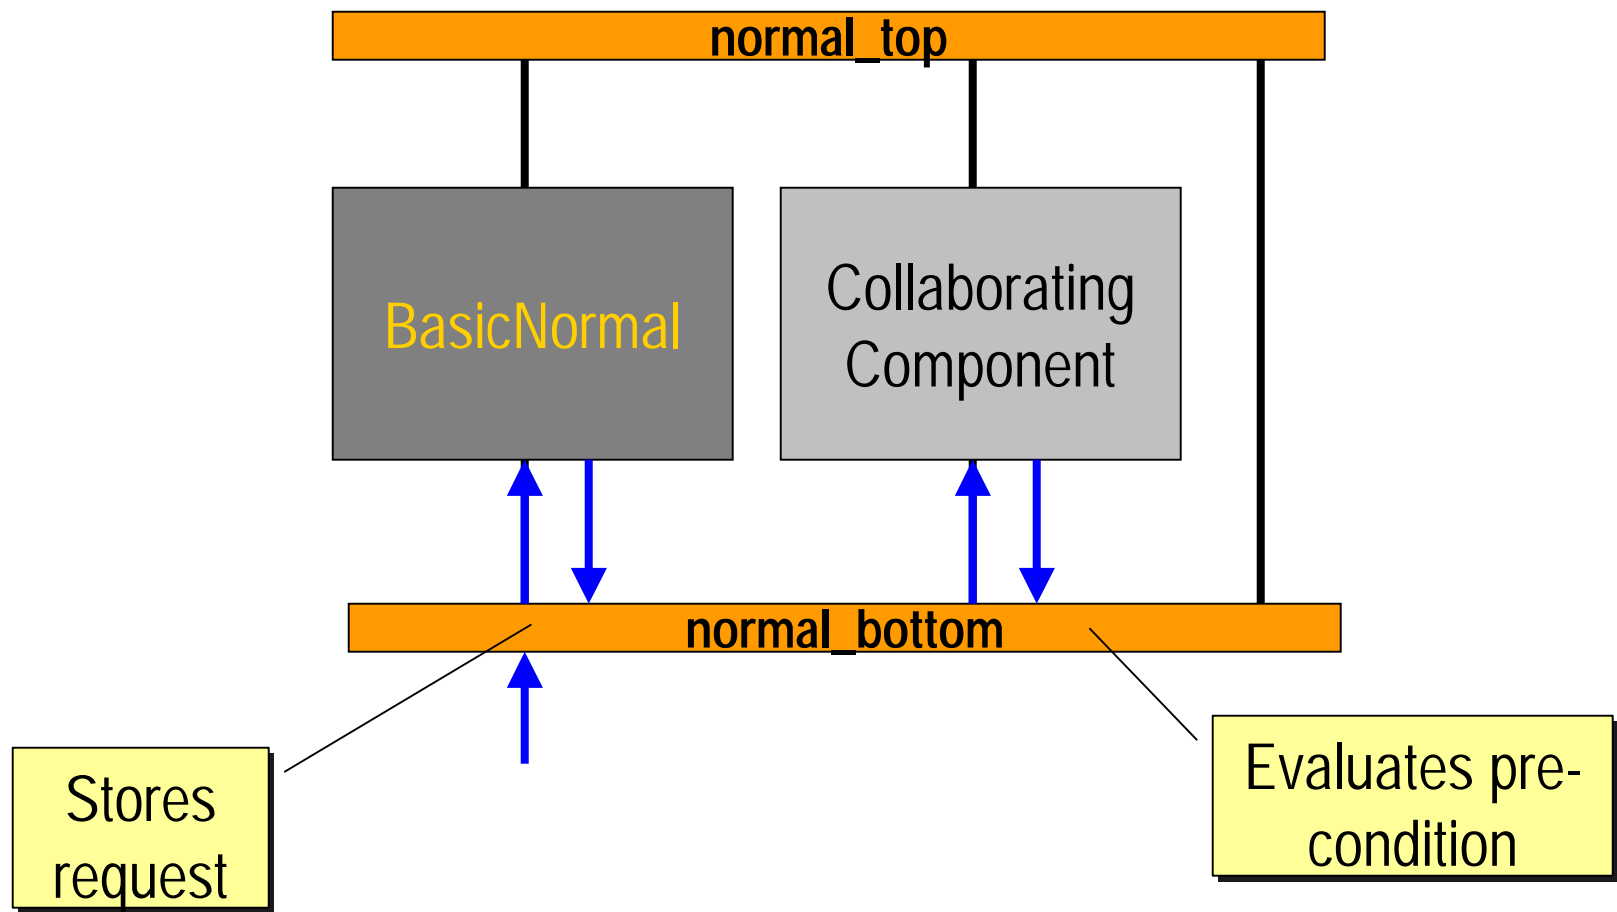 normal_top
BasicNormal
Collaborating
Component
normal_bottom
Stores
request
Evaluates pre-
condition